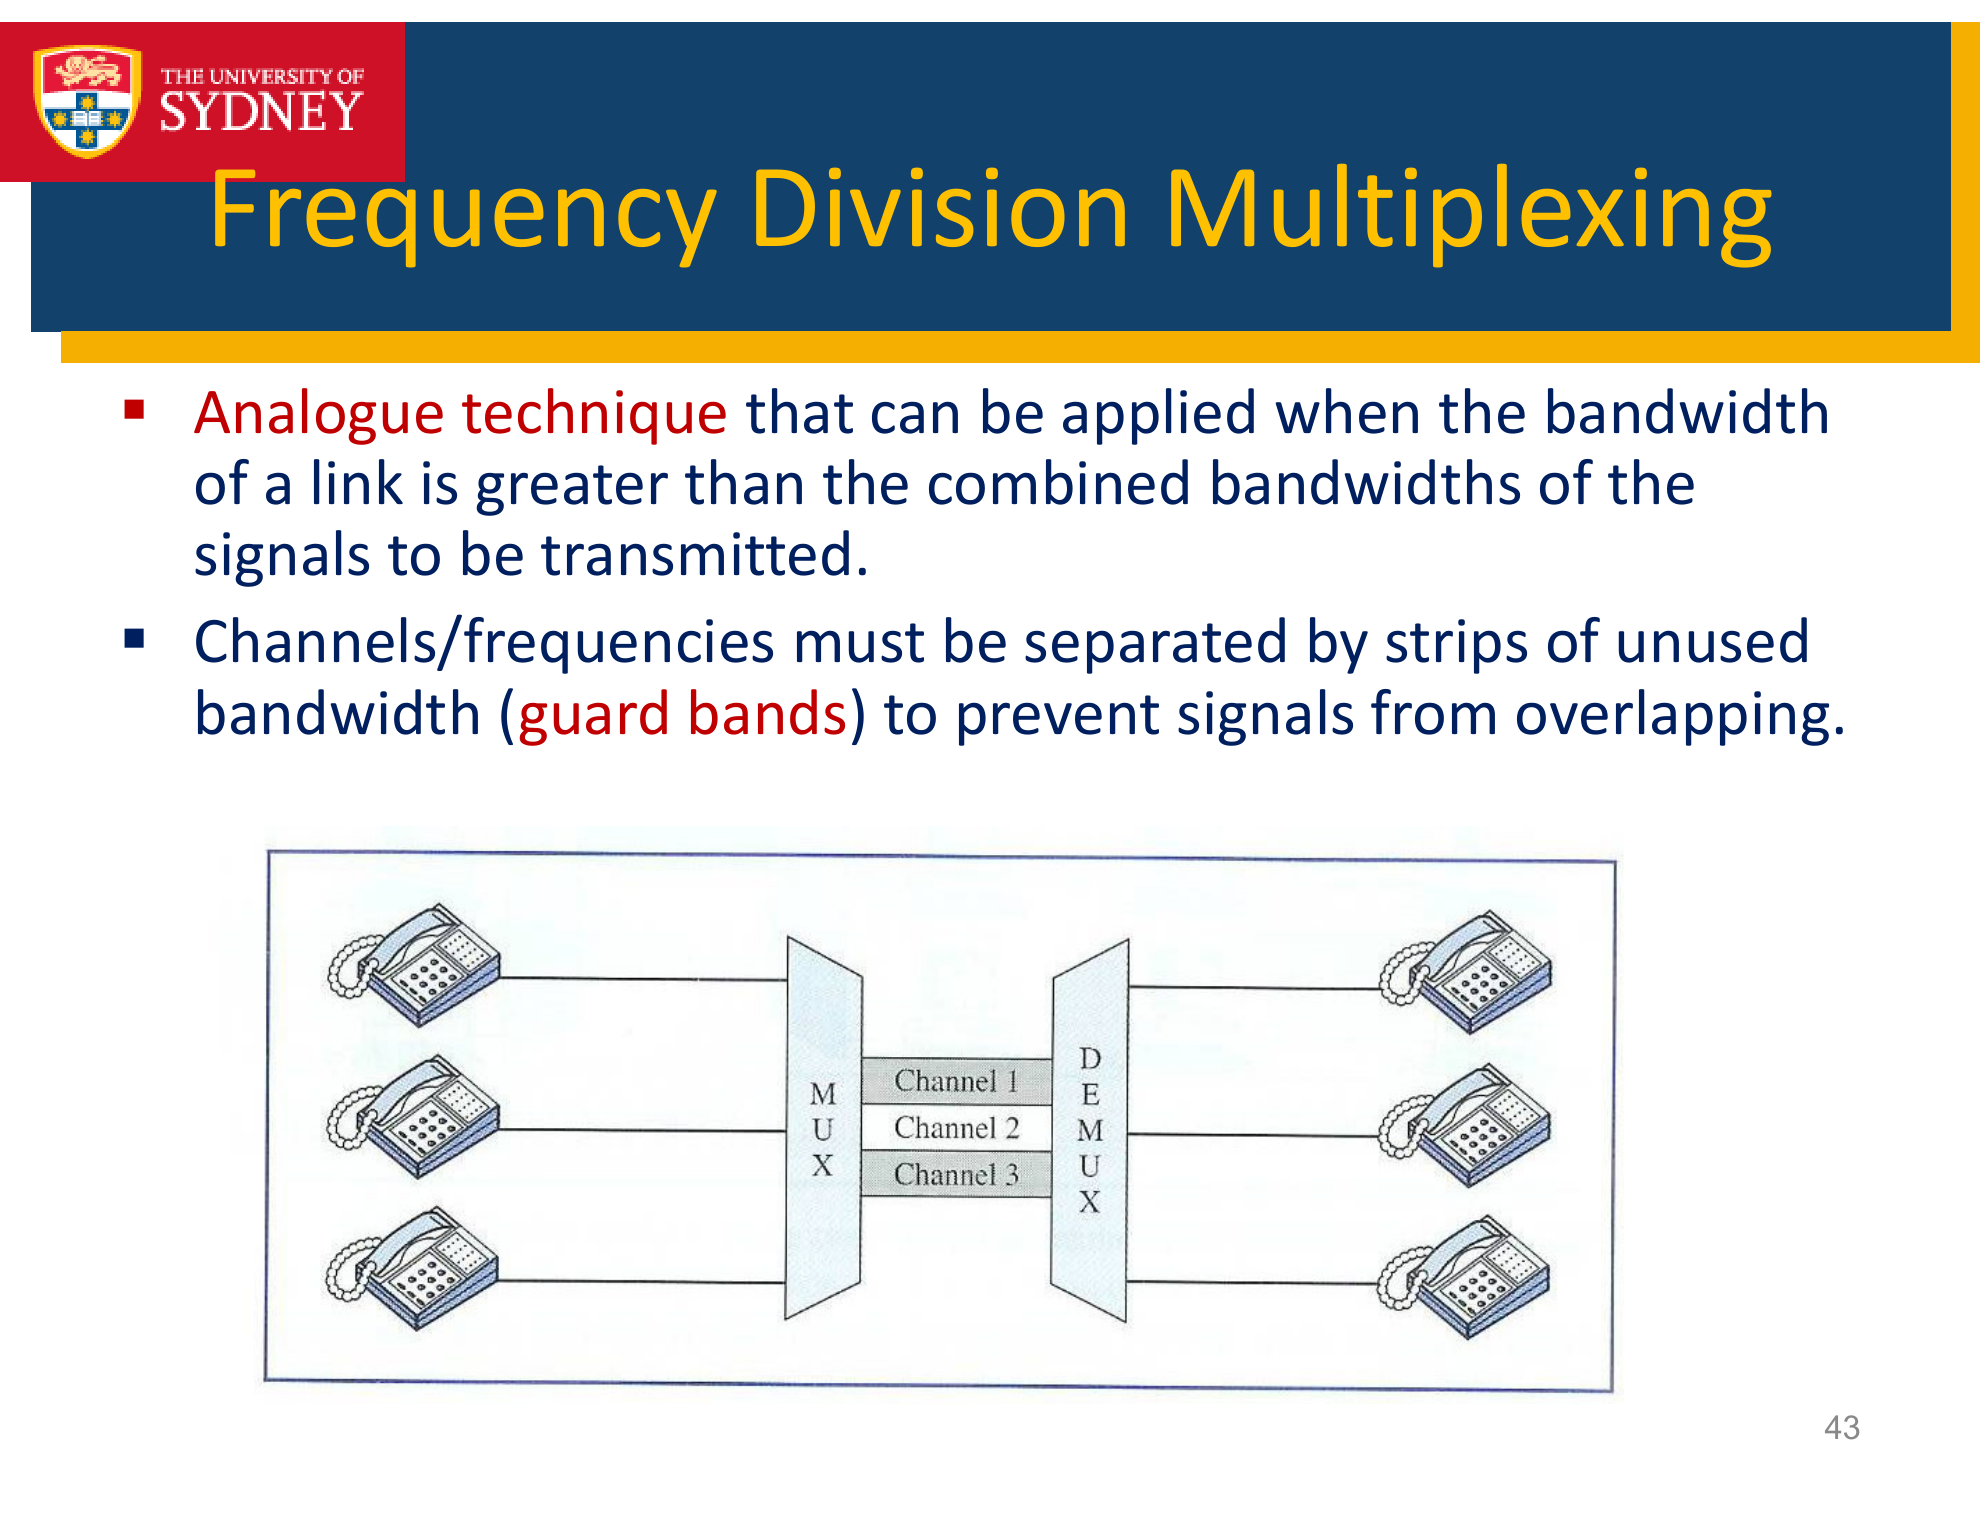 THE UNIVERSITY OF
SYDNEY
Frequency Division Multiplexing
Analogue technique that can be applied when the bandwidth
of a link is greater than the combined bandwidths of the
signals to be transmitted.
Channels/frequencies must be separated by strips of unused
bandwidth (guard bands) to prevent signals from overlapping.
MUX
Channel 1
Channel 2
Channel 3
DEMUX
43